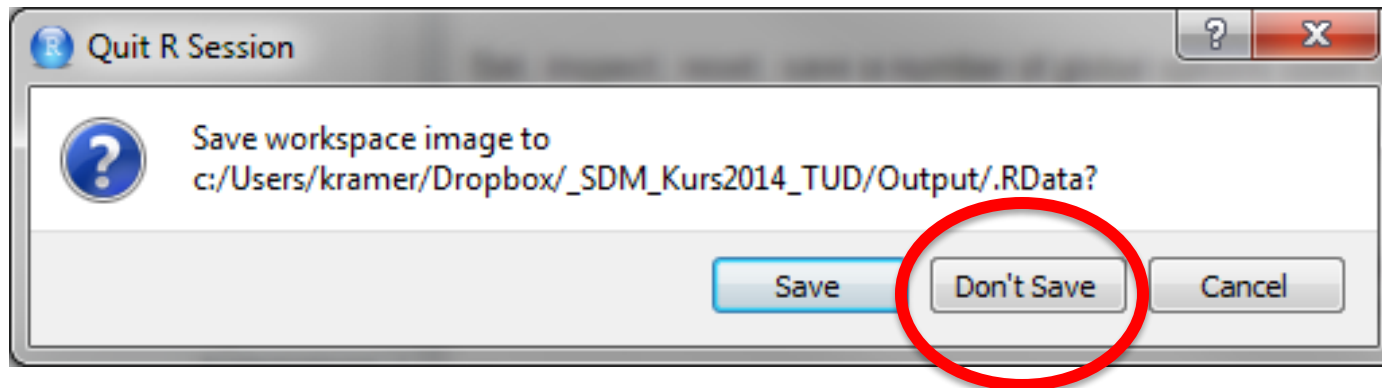 R Quit R Session ? X
? Save workspace image to
c:/Users/kramer/Dropbox/_SDM_Kurs2014_TUD/Output/.RData?
Save Don't Save Cancel